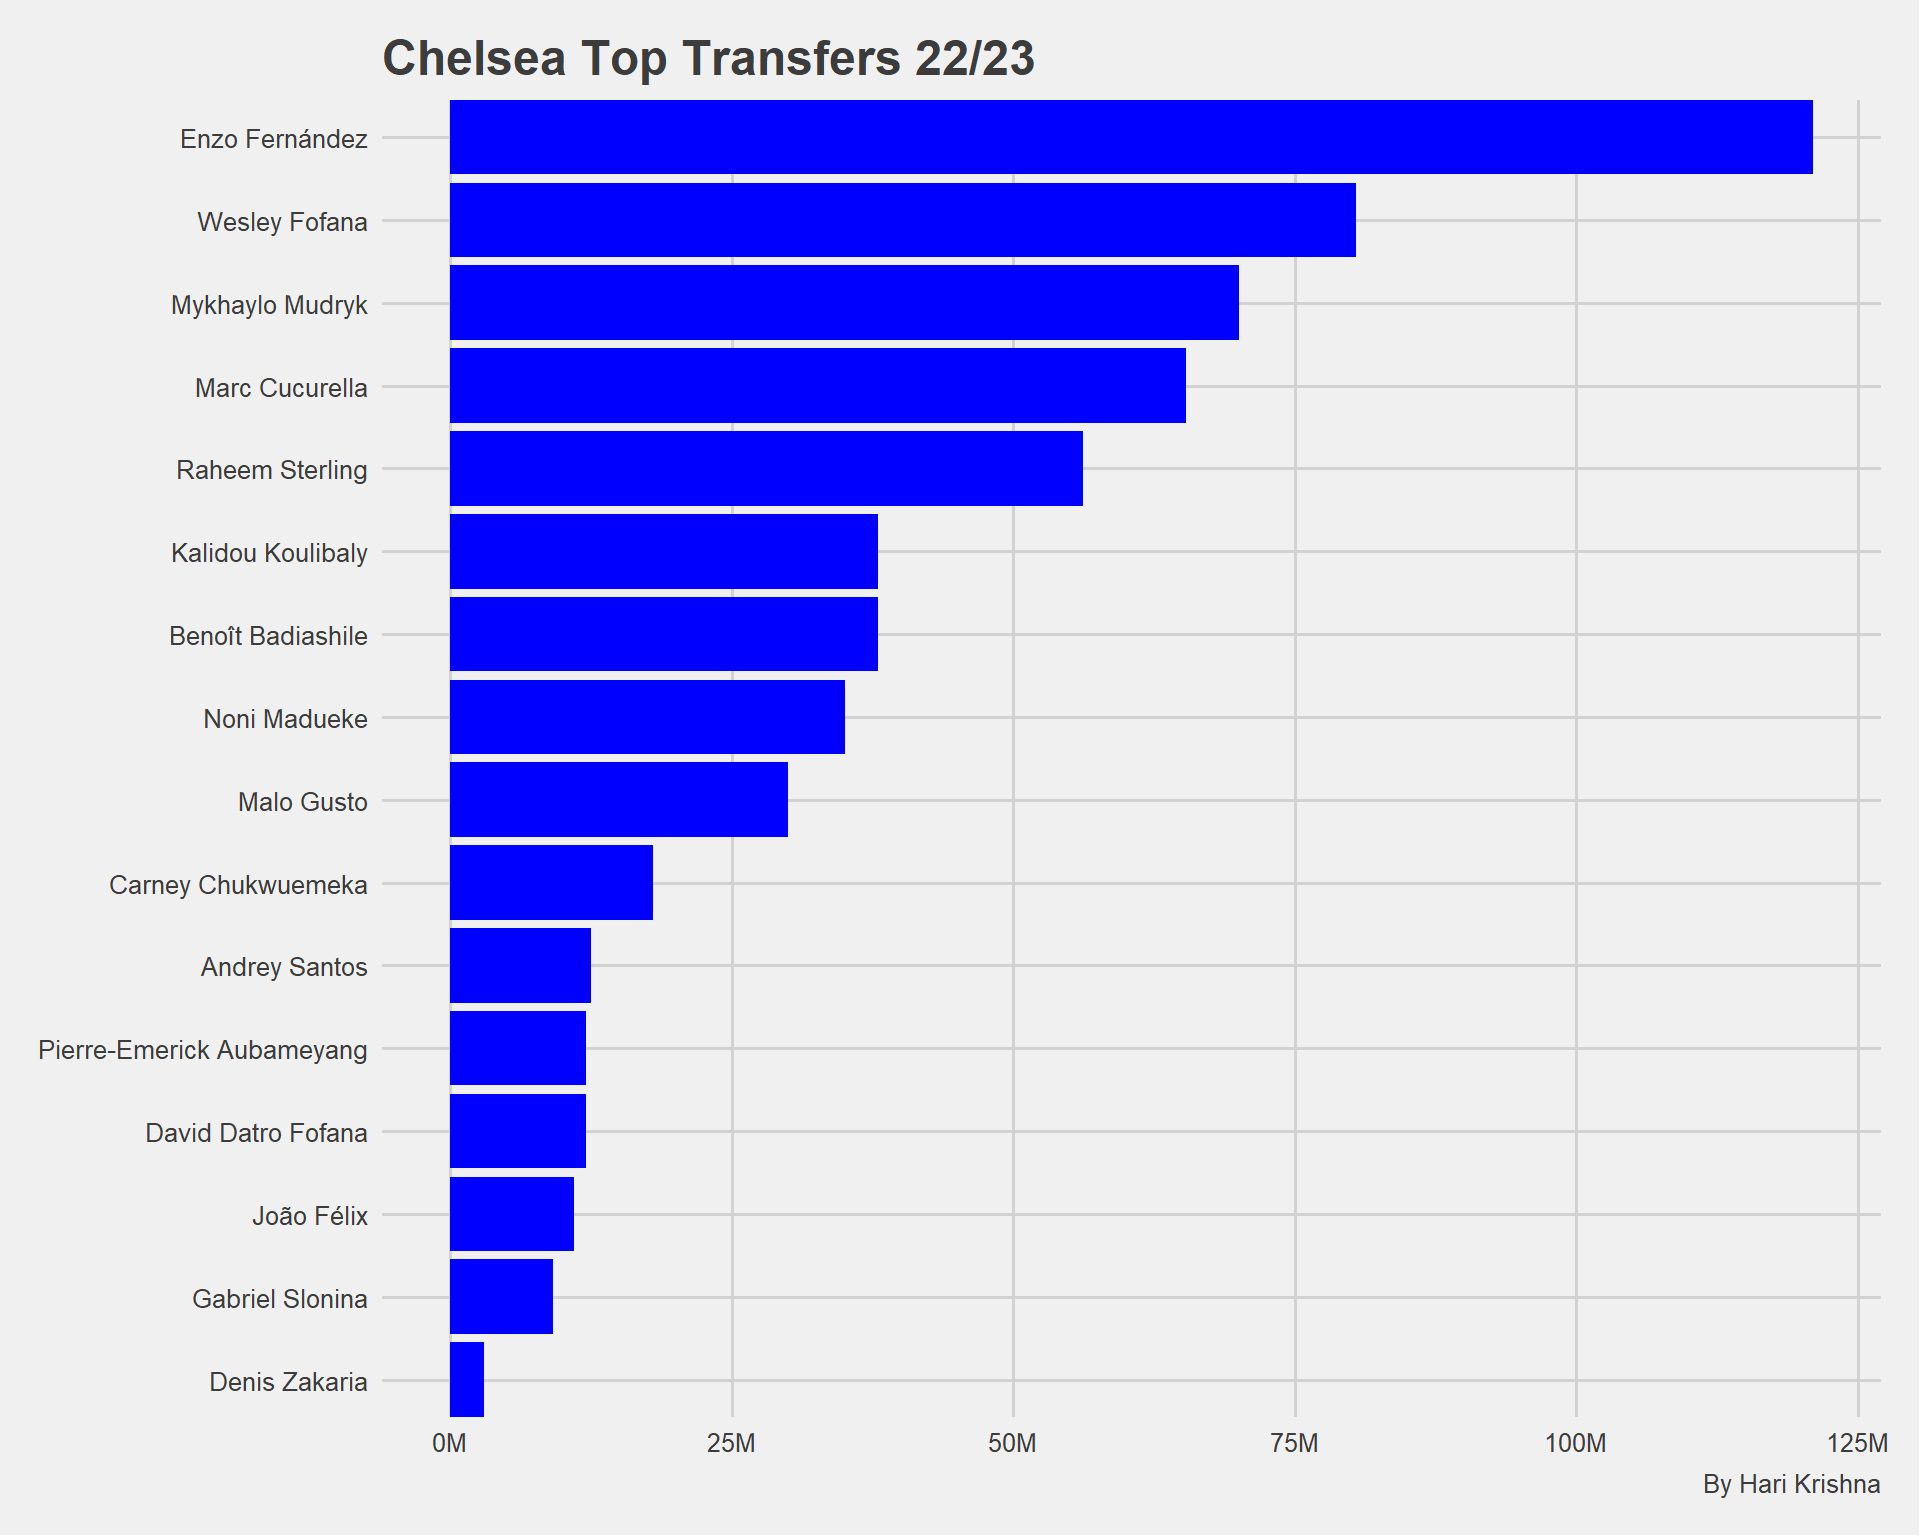 Chelsea Top Transfers 22/23
Enzo Fernández
Wesley Fofana
Mykhaylo Mudryk
Marc Cucurella
Raheem Sterling
Kalidou Koulibaly
Benoît Badiashile
Noni Madueke
Malo Gusto
Carney Chukwuemeka
Andrey Santos
Pierre-Emerick Aubameyang
David Datro Fofana
João Félix
Gabriel Slonina
Denis Zakaria
0M 25M 50M 75M 100M 125M
By Hari Krishna